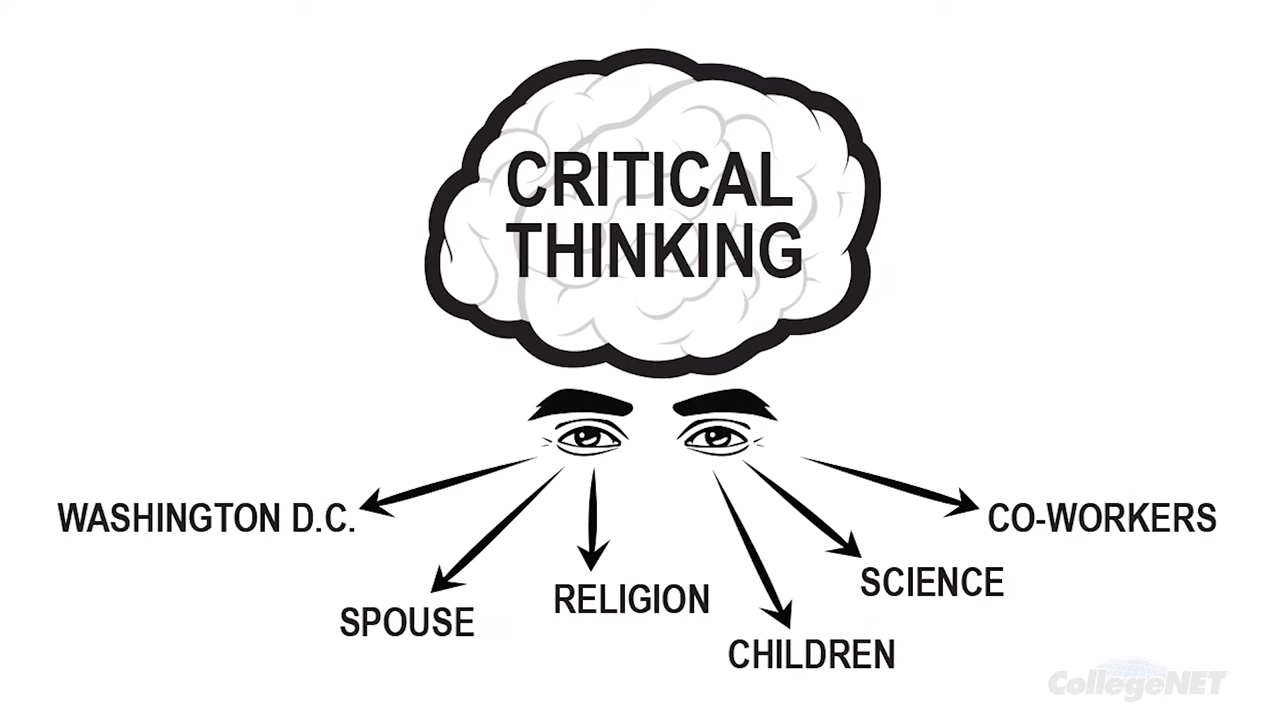 CRITICAL
THINKING
WASHINGTON D.C.
CO-WORKERS
SPOUSE
RELIGION
SCIENCE
CHILDREN
CollegeNET